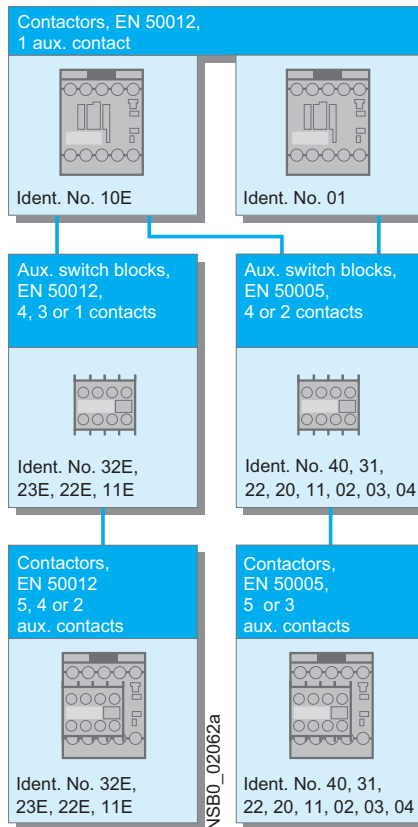 Contactors, EN 50012,
1 aux. contact
Ident. No. 10E
Ident. No. 01
Aux. switch blocks,
EN 50012,
4, 3 or 1 contacts
Ident. No. 32E,
23E, 22E, 11E
Aux. switch blocks,
EN 50005,
4 or 2 contacts
Ident. No. 40, 31,
22, 20, 11, 02, 03, 04
Contactors,
EN 50012
5, 4 or 2
aux. contacts
Ident. No. 32E,
23E, 22E, 11E
Contactors,
EN 50005,
5 or 3
aux. contacts
Ident. No. 40, 31,
22, 20, 11, 02, 03, 04
NSB0_02062a